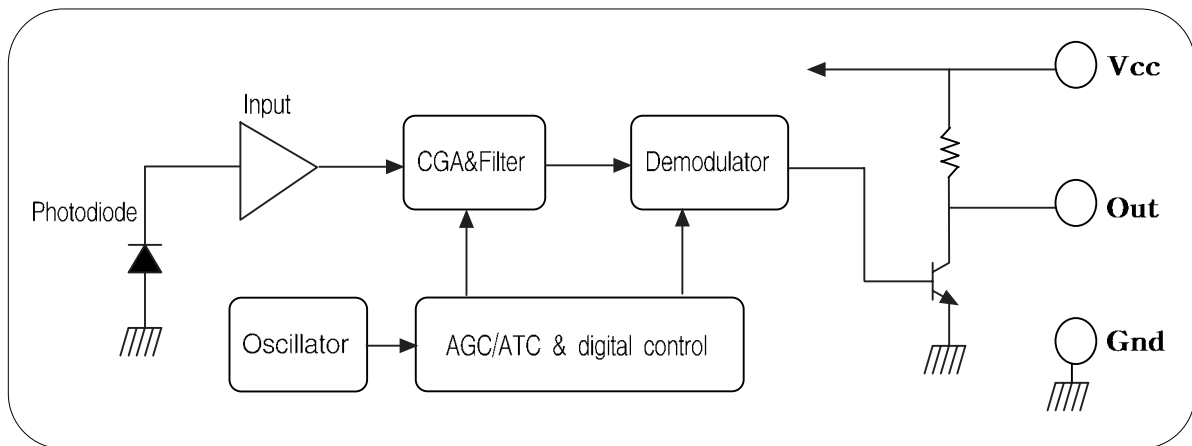 Vcc
Input
CGA&Filter
Demodulator
Photodiode
Out
Oscillator
AGC/ATC & digital control
Gnd